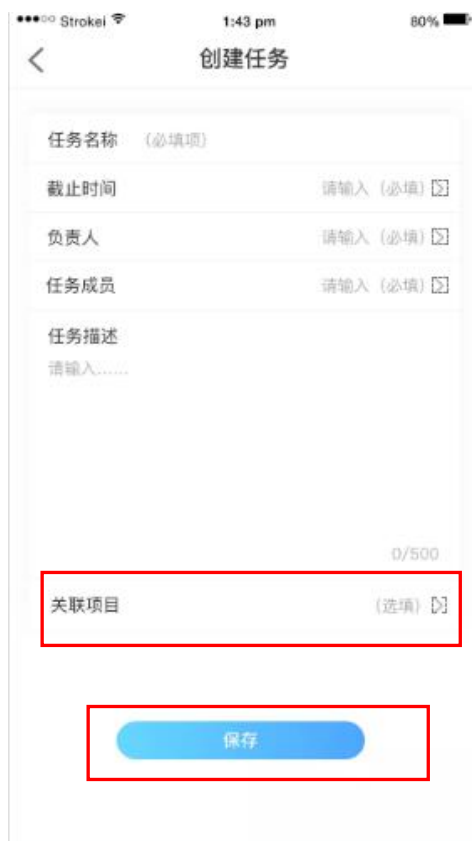 Strokei 1:43 pm 80%
创建任务
任务名称 (必填项)
截止时间 请输入 (必填)
负责人 请输入 (必填)
任务成员 请输入 (必填)
任务描述
请输入......
0/500
关联项目 (选填)
保存